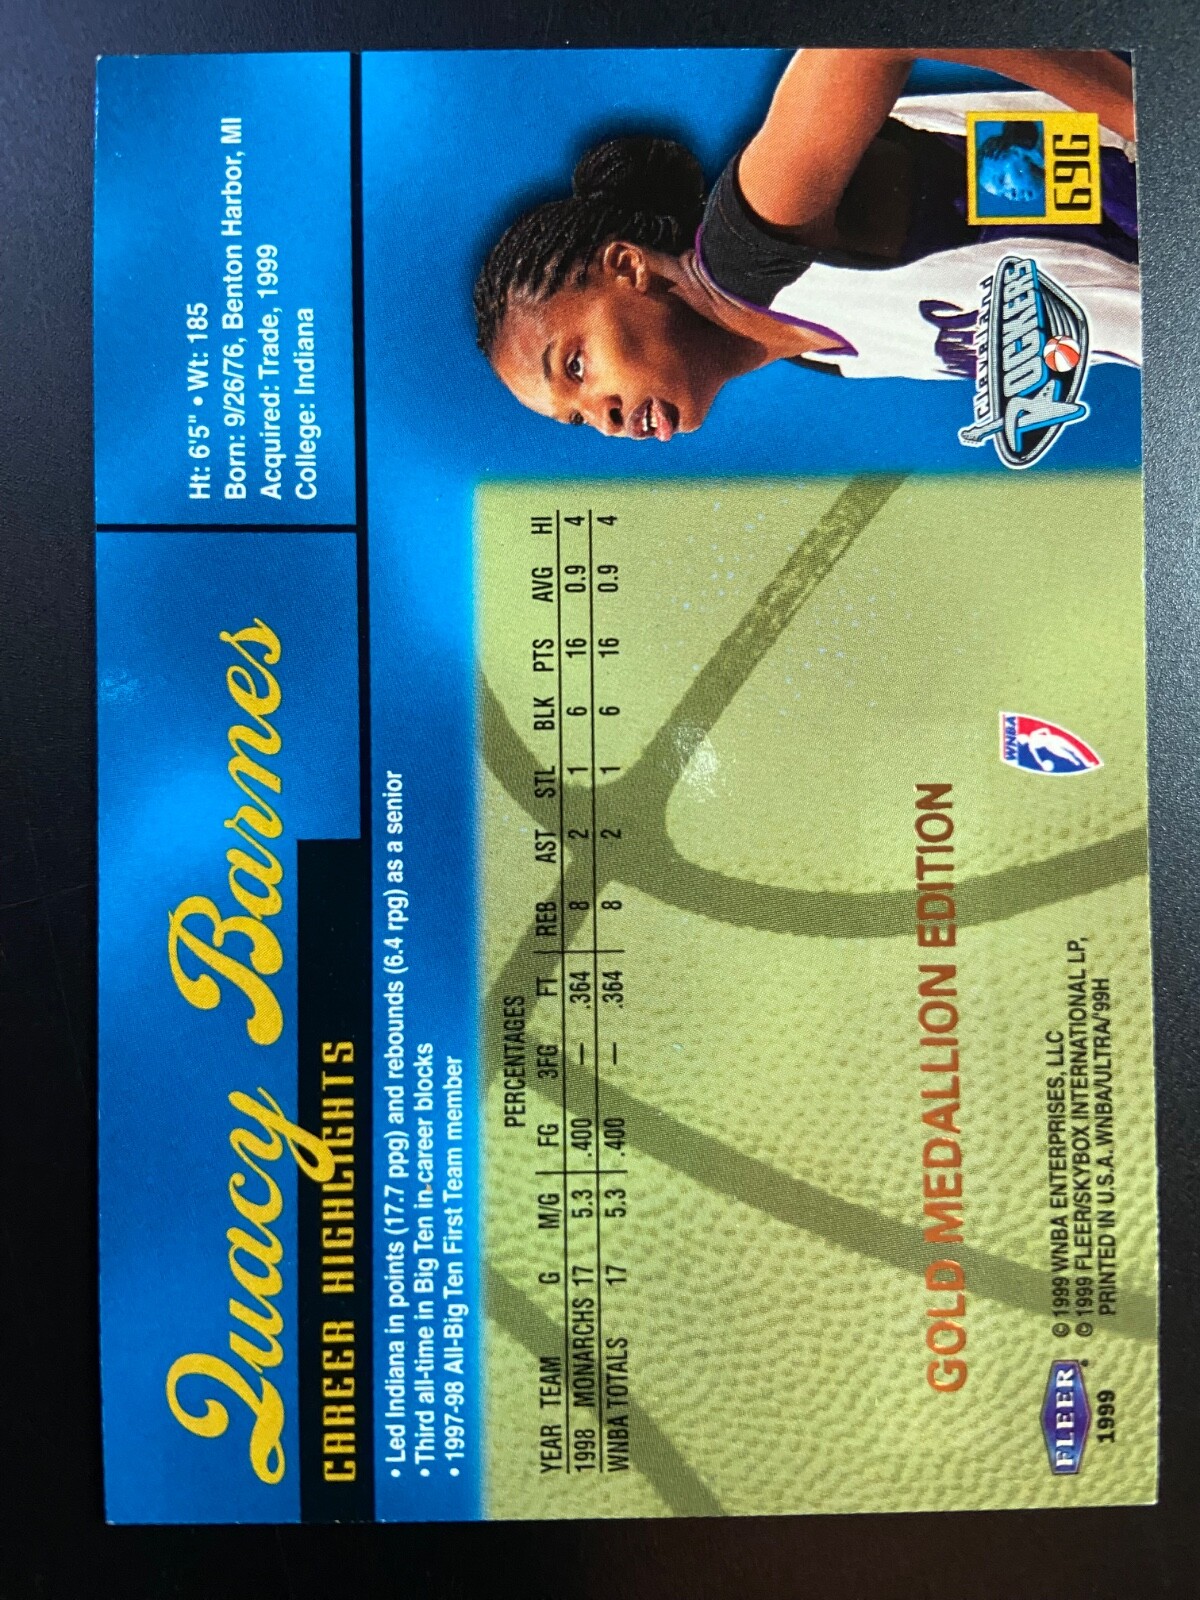 Quacy Barnes
Ht: 6'5" • Wt: 185
Born: 9/26/76, Benton Harbor, MI
Acquired: Trade, 1999
College: Indiana
CAREER HIGHLIGHTS
• Led Indiana in points (17.7 ppg) and rebounds (6.4 rpg) as a senior
• Third all-time in Big Ten in career blocks
• 1997-98 All-Big Ten First Team member
PERCENTAGES
YEAR TEAM G M/G FG 3FG FT REB AST STL BLK PTS AVG HI
1998 MONARCHS 17 5.3 .400 — .364 8 2 1 6 16 0.9 4
WNBA TOTALS 17 5.3 .400 — .364 8 2 1 6 16 0.9 4
GOLD MEDALLION EDITION
WNBA
Cleveland
ROCKERS
69G
FLEER
1999
© 1999 WNBA ENTERPRISES, LLC
© 1999 FLEER/SKYBOX INTERNATIONAL LP,
PRINTED IN U.S.A. WNBA/ULTRA/'99H